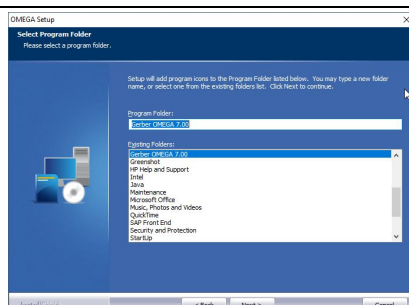 OMEGA Setup
Select Program Folder
Please select a program folder.
Setup will add program icons to the Program Folder listed below. You may type a new folder
name, or select one from the existing folders list. Click Next to continue.
Program Folder:
Gerber OMEGA 7.00
Existing Folders:
Gerber OMEGA 7.00
Greenshot
HP Help and Support
Intel
Java
Maintenance
Microsoft Office
Music, Photos and Videos
QuickTime
SAP Front End
Security and Protection
StartUp
< Back
Next >
Cancel